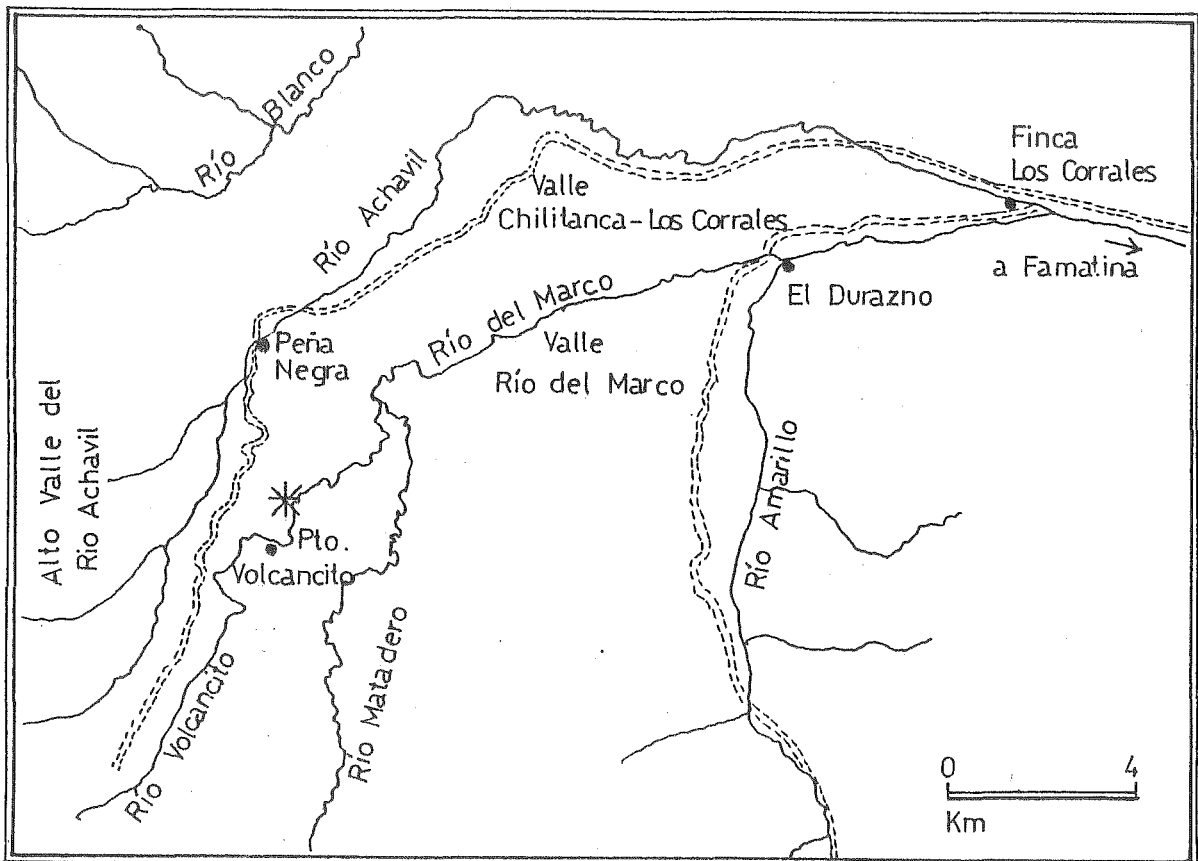 Río Blanco
Río Achavil
Valle
Chilitanca-Los Corrales
Finca
Los Corrales
a Famatina
El Durazno
Río del Marco
Valle
Río del Marco
Peña
Negra
Alto Valle del
Río Achavil
Pto.
Volcancito
Río Volcancito
Río Matadero
Río Amarillo
0 4
Km